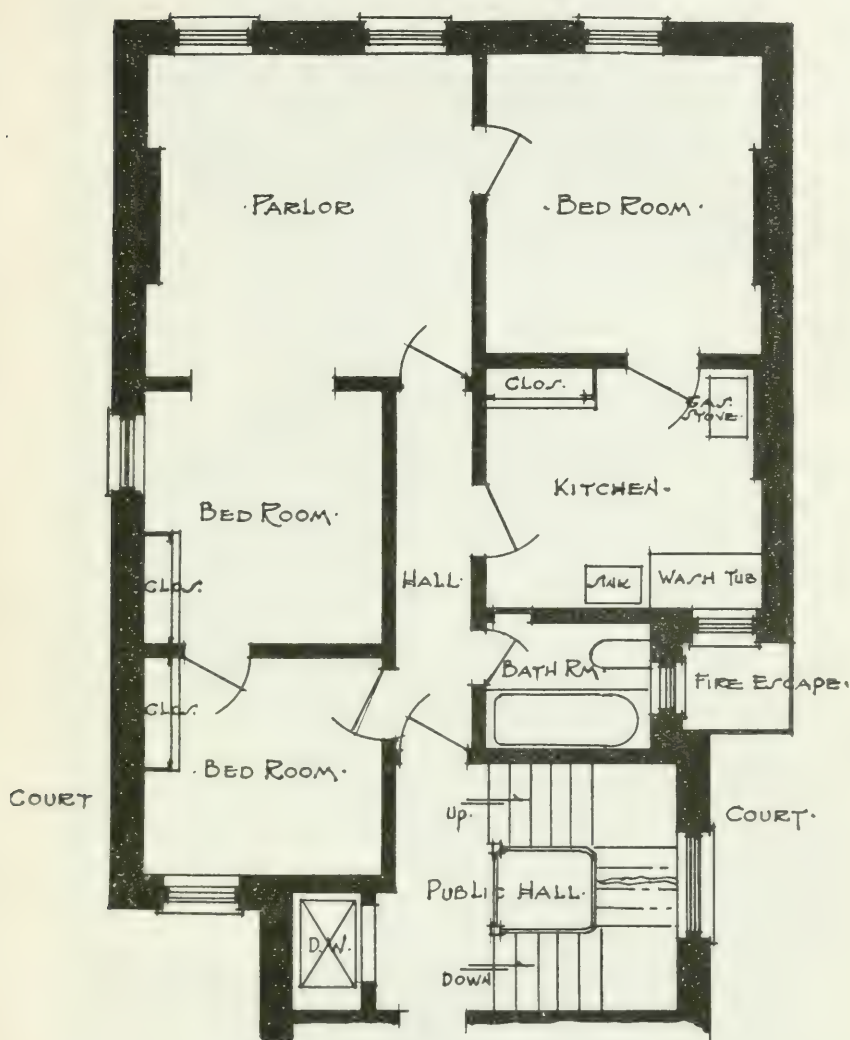 ·PARLOR
·BED ROOM·
CLOS.
GAS.
STOVE·
KITCHEN·
BED ROOM·
HALL·
CLOS.
SINK
WASH TUB
BATH RM·
FIRE ESCAPE·
CLOS.
BED ROOM·
COURT
UP.
COURT·
PUBLIC HALL·
D.W.
DOWN